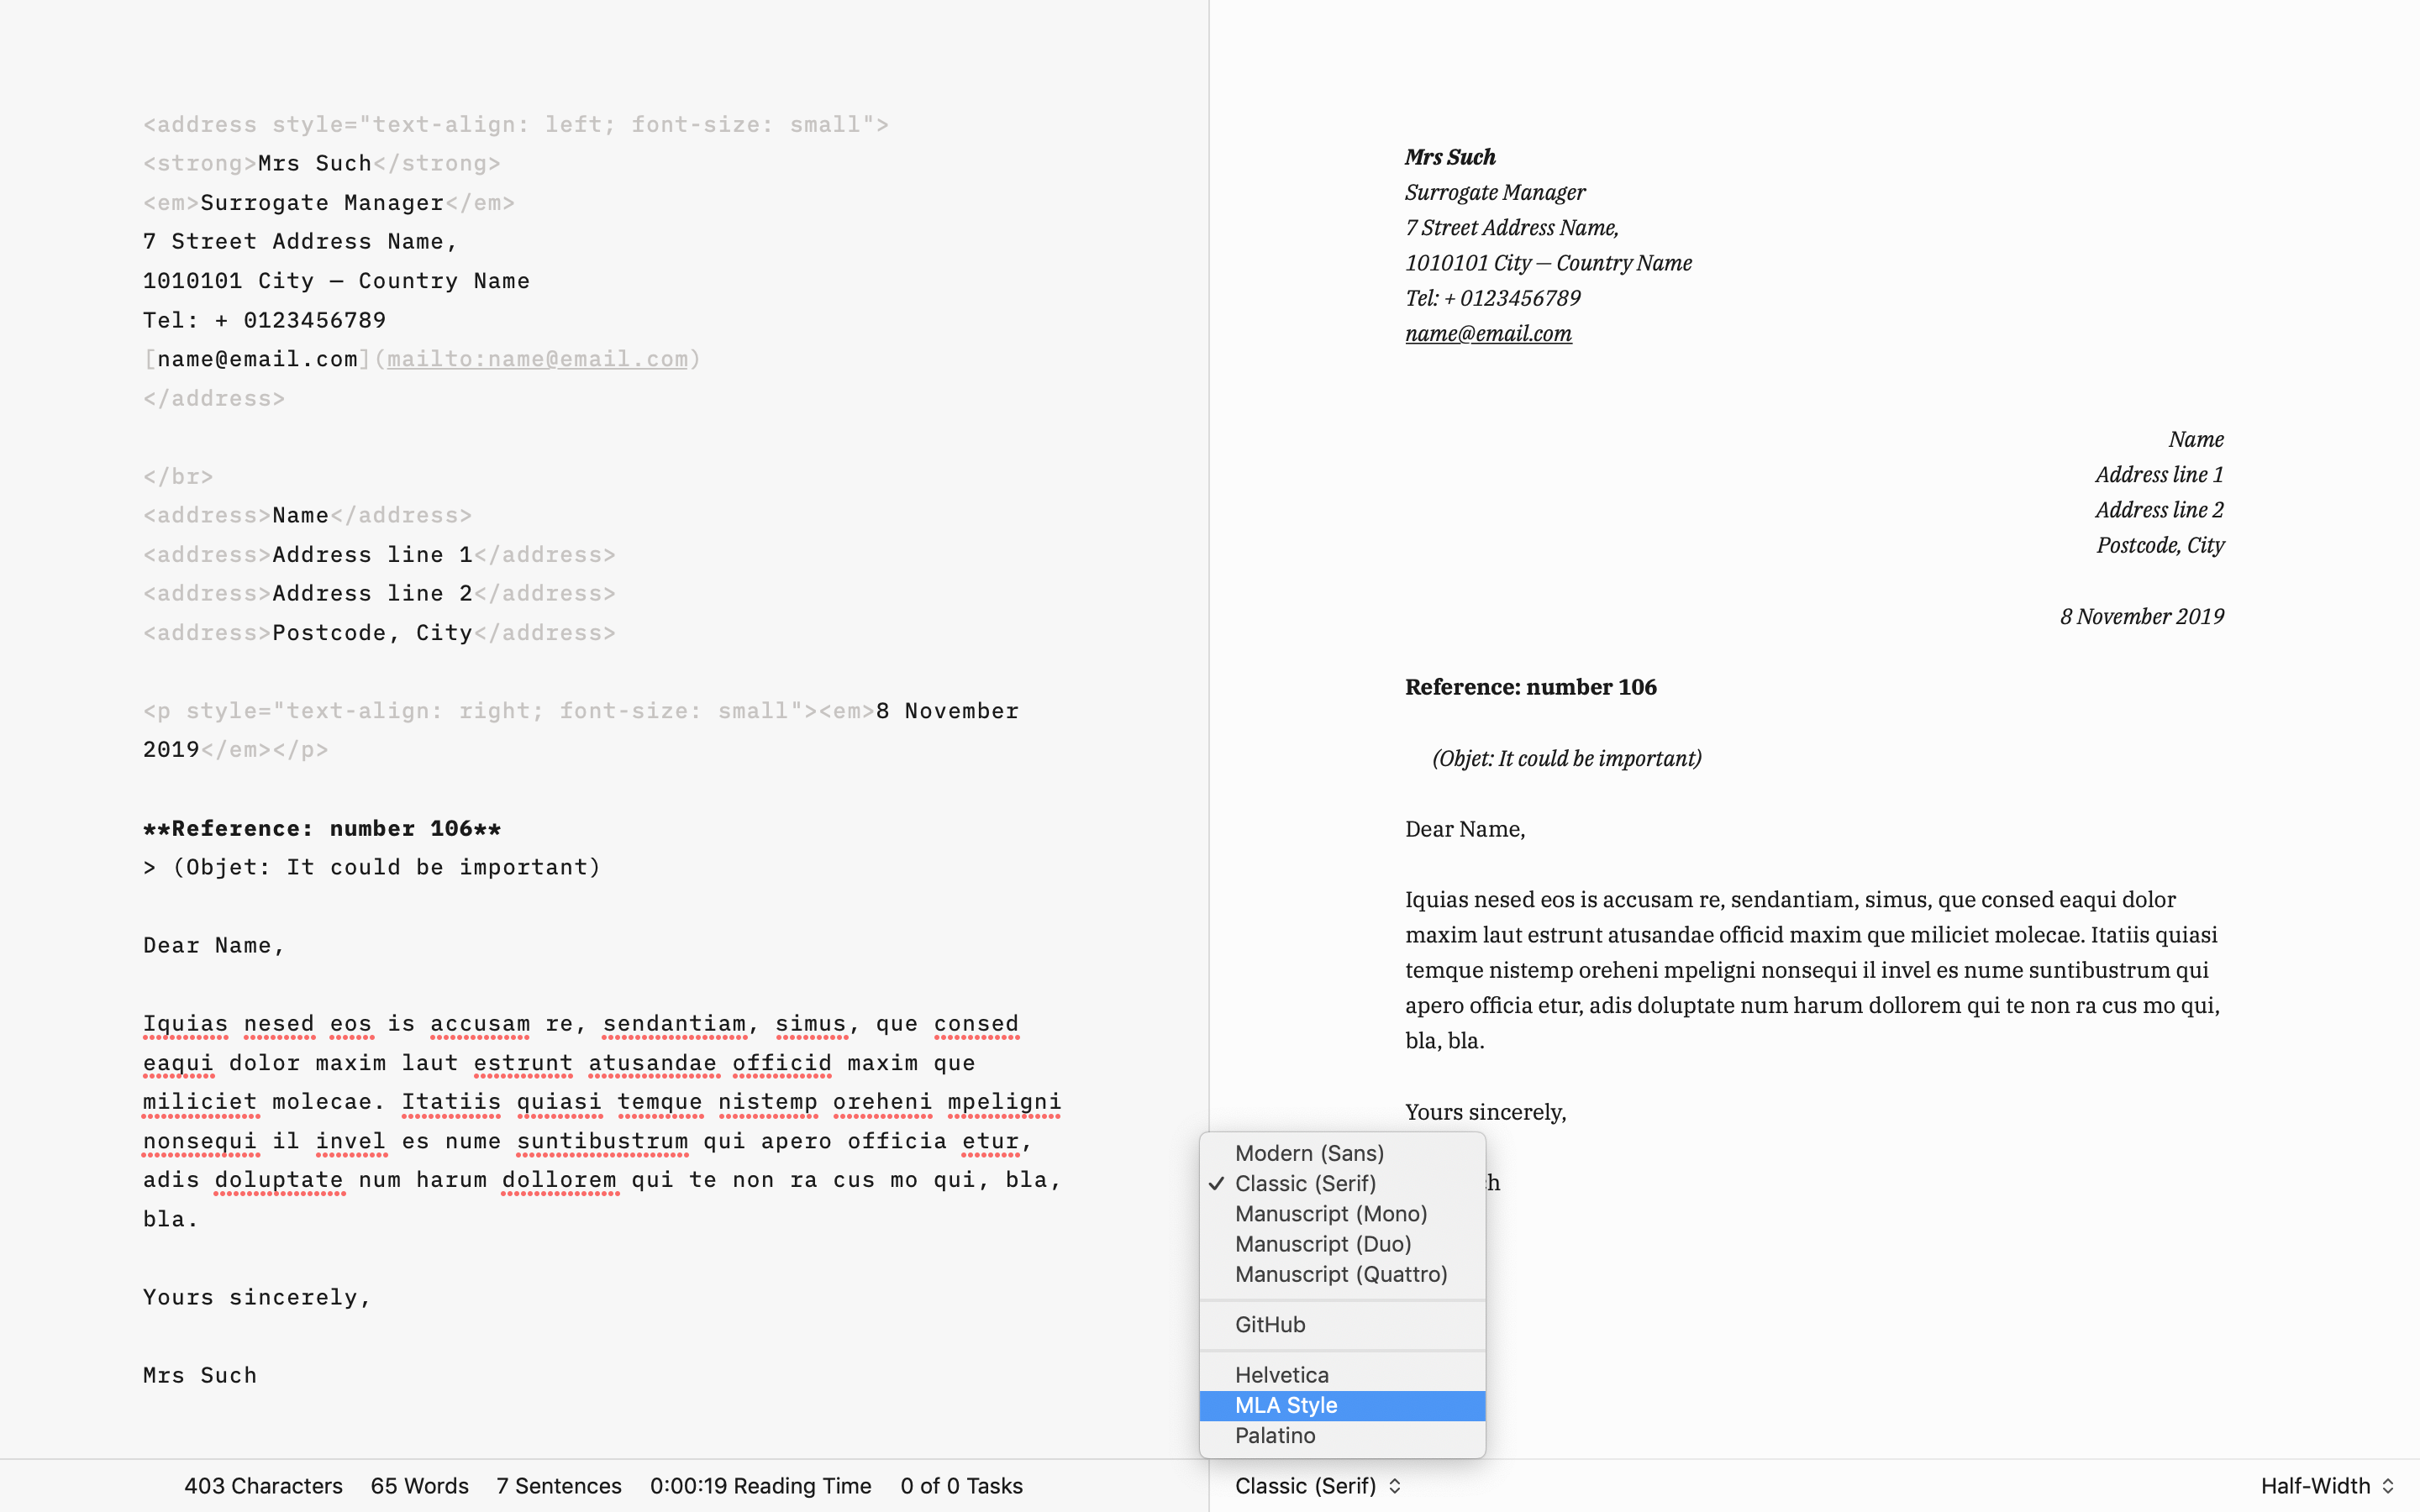 <address style="text-align: left; font-size: small">
<strong>Mrs Such</strong>
<em>Surrogate Manager</em>
7 Street Address Name,
1010101 City — Country Name
Tel: + 0123456789
[name@email.com](mailto:name@email.com)
</address>
</br>
<address>Name</address>
<address>Address line 1</address>
<address>Address line 2</address>
<address>Postcode, City</address>
<p style="text-align: right; font-size: small"><em>8 November
2019</em></p>
**Reference: number 106**
> (Objet: It could be important)
Dear Name,
Iquias nesed eos is accusam re, sendantiam, simus, que consed
eaqui dolor maxim laut estrunt atusandae officid maxim que
miliciet molecae. Itatiis quiasi temque nistemp oreheni mpeligni
nonsequi il invel es nume suntibustrum qui apero officia etur,
adis doluptate num harum dollorem qui te non ra cus mo qui, bla,
bla.
Yours sincerely,
Mrs Such
403 Characters 65 Words 7 Sentences 0:00:19 Reading Time 0 of 0 Tasks
Mrs Such
Surrogate Manager
7 Street Address Name,
1010101 City — Country Name
Tel: + 0123456789
name@email.com
Name
Address line 1
Address line 2
Postcode, City
8 November 2019
Reference: number 106
(Objet: It could be important)
Dear Name,
Iquias nesed eos is accusam re, sendantiam, simus, que consed eaqui dolor
maxim laut estrunt atusandae officid maxim que miliciet molecae. Itatiis quiasi
temque nistemp oreheni mpeligni nonsequi il invel es nume suntibustrum qui
apero officia etur, adis doluptate num harum dollorem qui te non ra cus mo qui,
bla, bla.
Yours sincerely,
h
Modern (Sans)
✓ Classic (Serif)
Manuscript (Mono)
Manuscript (Duo)
Manuscript (Quattro)
GitHub
Helvetica
MLA Style
Palatino
Classic (Serif)
Half-Width